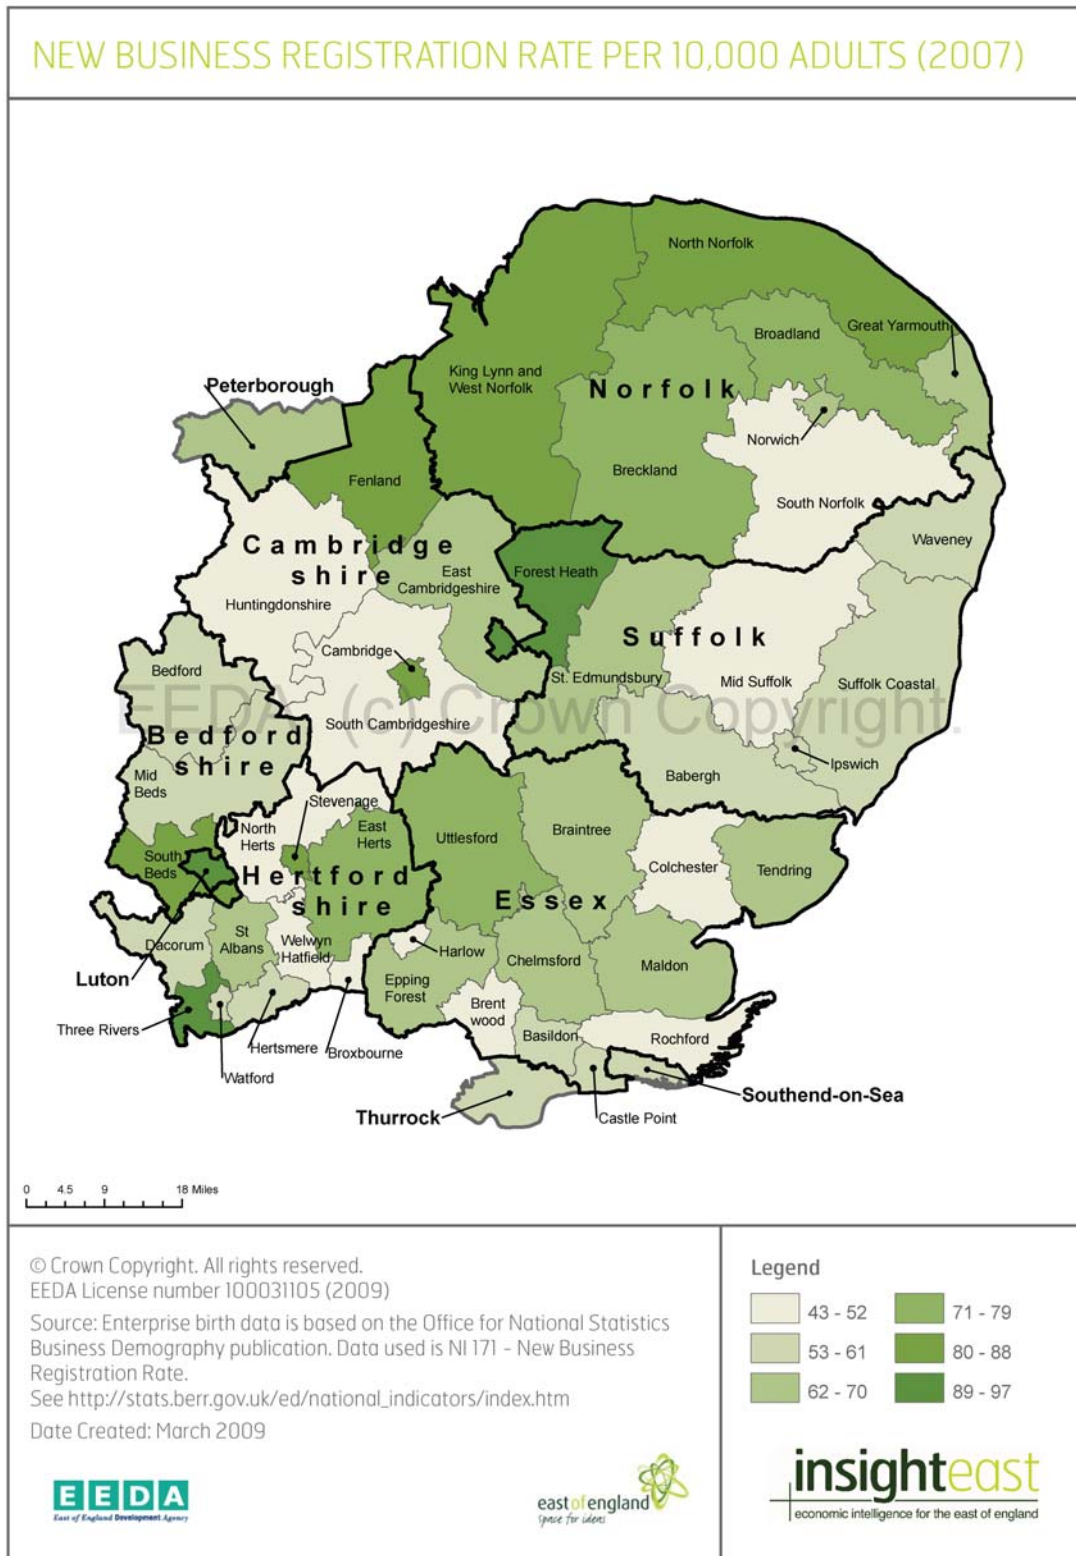 NEW BUSINESS REGISTRATION RATE PER 10,000 ADULTS (2007)
North Norfolk
Great Yarmouth
Broadland
King Lynn and
West Norfolk
Norfolk
Peterborough
Norwich
Breckland
Fenland
South Norfolk
Waveney
Cambridge
shire
East
Cambridgeshire
Forest Heath
Huntingdonshire
Suffolk
Cambridge
Bedford
St. Edmundsbury
Mid Suffolk
Suffolk Coastal
EEDA (c) Crown Copyright.
South Cambridgeshire
Bedford
shire
Ipswich
Mid
Beds
Babergh
Stevenage
North
Herts
East
Herts
Uttlesford
Braintree
Colchester
Tendring
South
Beds
Hertford
shire
Essex
Dacorum
St
Albans
Welwyn
Hatfield
Harlow
Chelmsford
Maldon
Luton
Epping
Forest
Brent
wood
Three Rivers
Basildon
Rochford
Hertsmere
Broxbourne
Watford
Southend-on-Sea
Thurrock
Castle Point
0 4.5 9 18 Miles
© Crown Copyright. All rights reserved.
EEDA License number 100031105 (2009)
Source: Enterprise birth data is based on the Office for National Statistics
Business Demography publication. Data used is NI 171 - New Business
Registration Rate.
See http://stats.berr.gov.uk/ed/national_indicators/index.htm
Date Created: March 2009
EEDA
East of England Development Agency
east of england
space for ideas
Legend
43 - 52
53 - 61
62 - 70
71 - 79
80 - 88
89 - 97
insighteast
economic intelligence for the east of england